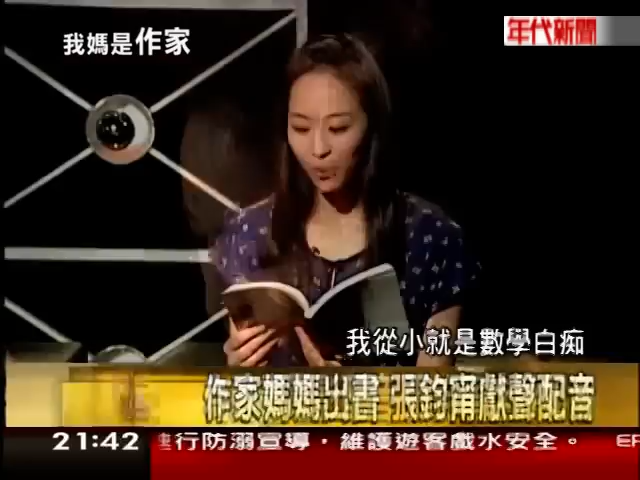 我媽是作家
年代新聞
我從小就是數學白痴
作家媽媽出書 張鈞甯獻聲配音
21:42 行防溺宣導，維護遊客戲水安全。